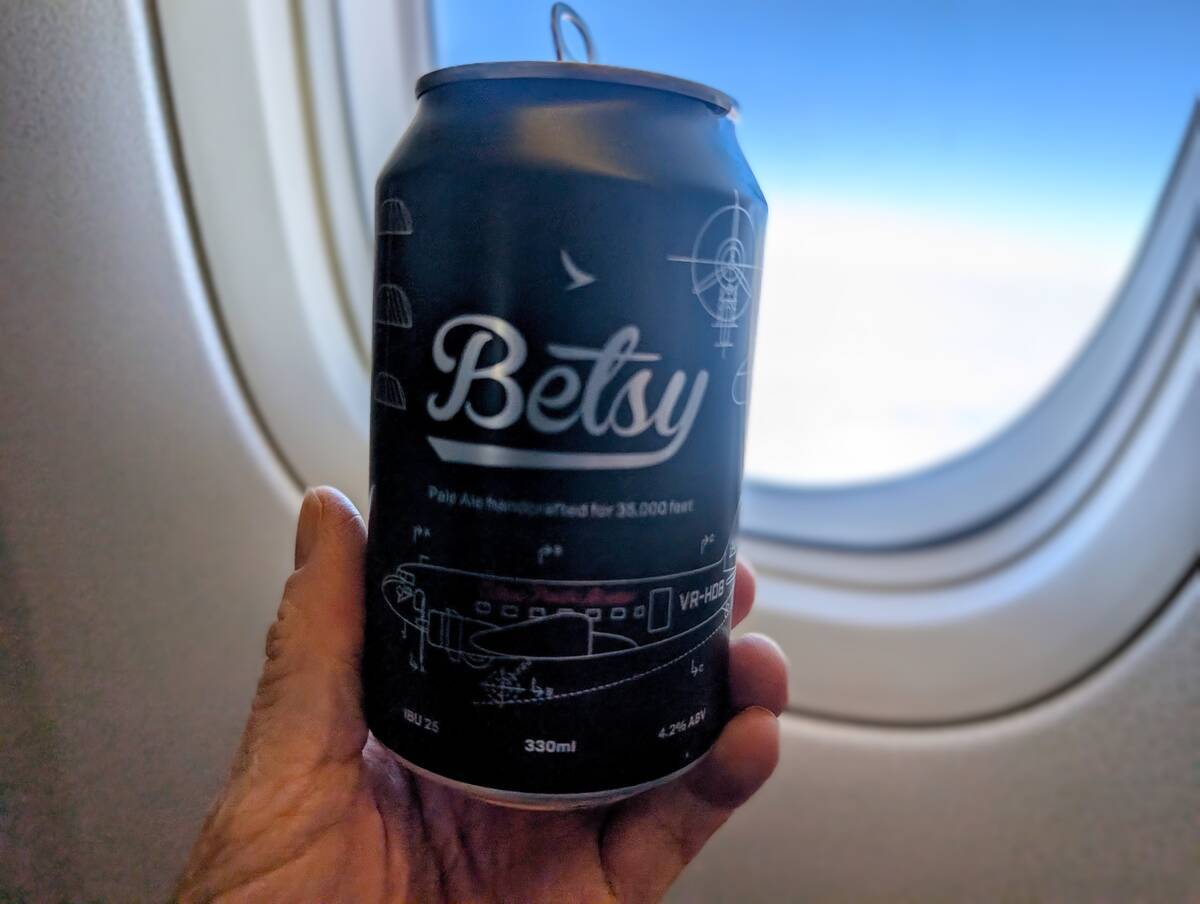 Betsy
Pale Ale handcrafted for 35,000 feet
VR-HDB
IBU 25
330ml
4.2% ABV